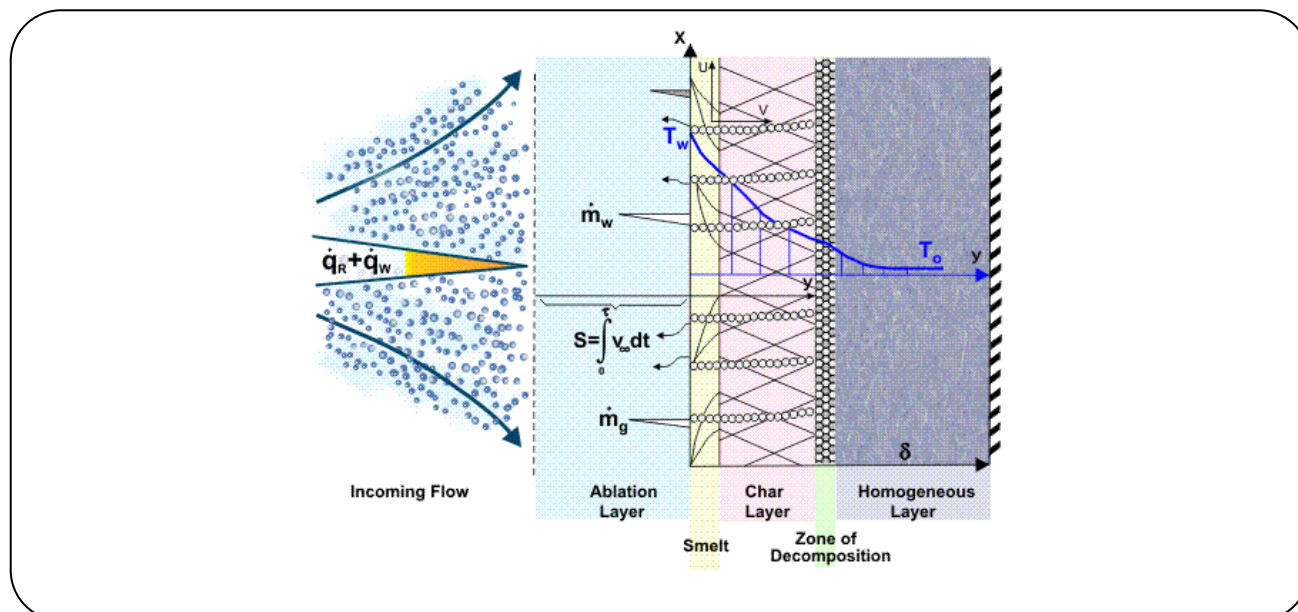 X
U
V
T_w
ṁ_w
q̇_R+q̇_W
T_o
y
y
S=∫_0^τ v_∞dt
ṁ_g
δ
Incoming Flow
Ablation
Layer
Char
Layer
Homogeneous
Layer
Smelt
Zone of
Decomposition